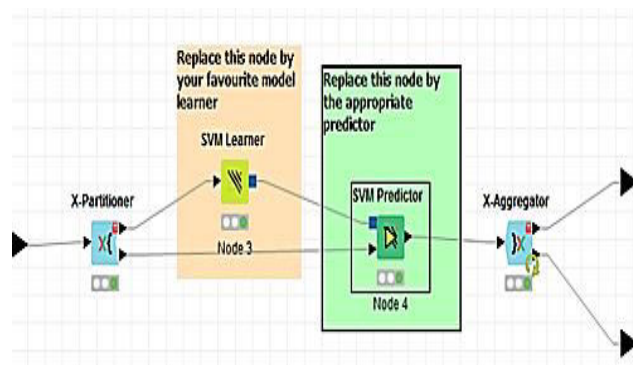 Replace this node by
your favourite model
learner
Replace this node by
the appropriate
predictor
SVM Learner
SVM Predictor
X-Partitioner
X-Aggregator
Node 3
Node 4